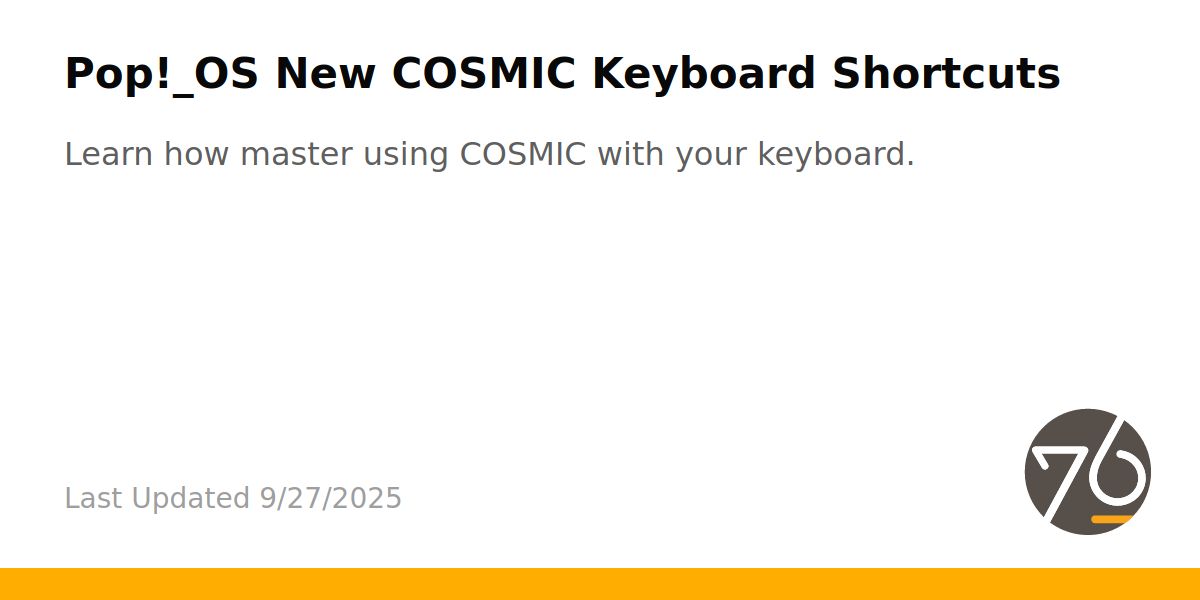 Pop!_OS New COSMIC Keyboard Shortcuts
Learn how master using COSMIC with your keyboard.
Last Updated 9/27/2025
76